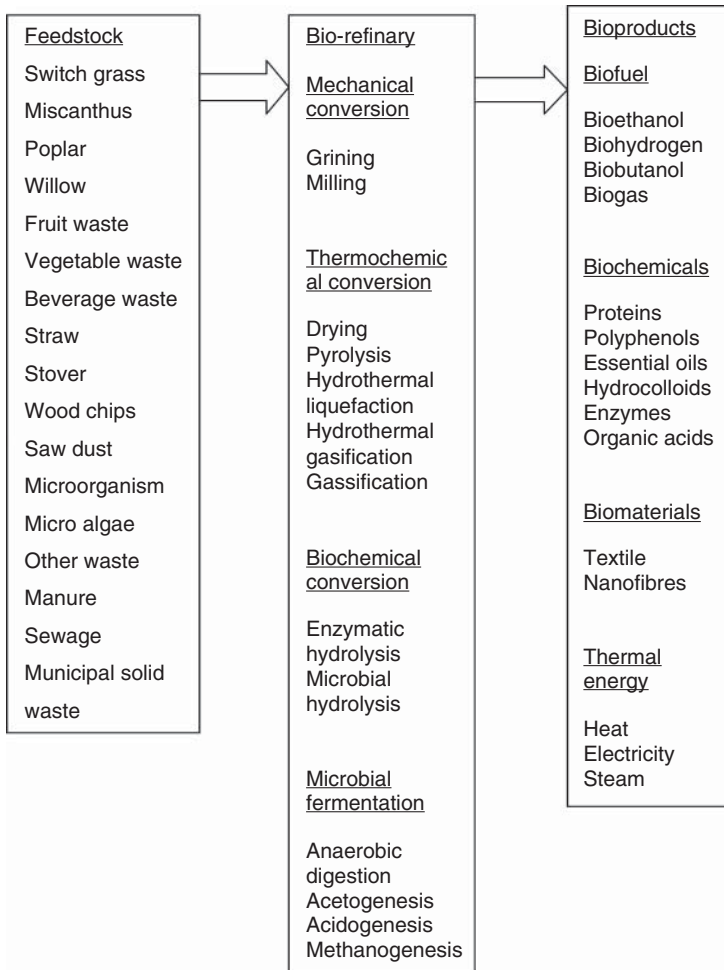 Feedstock
Switch grass
Miscanthus
Poplar
Willow
Fruit waste
Vegetable waste
Beverage waste
Straw
Stover
Wood chips
Saw dust
Microorganism
Micro algae
Other waste
Manure
Sewage
Municipal solid
waste
Bio-refinary
Mechanical
conversion
Grining
Milling
Thermochemic
al conversion
Drying
Pyrolysis
Hydrothermal
liquefaction
Hydrothermal
gasification
Gassification
Biochemical
conversion
Enzymatic
hydrolysis
Microbial
hydrolysis
Microbial
fermentation
Anaerobic
digestion
Acetogenesis
Acidogenesis
Methanogenesis
Bioproducts
Biofuel
Bioethanol
Biohydrogen
Biobutanol
Biogas
Biochemicals
Proteins
Polyphenols
Essential oils
Hydrocolloids
Enzymes
Organic acids
Biomaterials
Textile
Nanofibres
Thermal
energy
Heat
Electricity
Steam